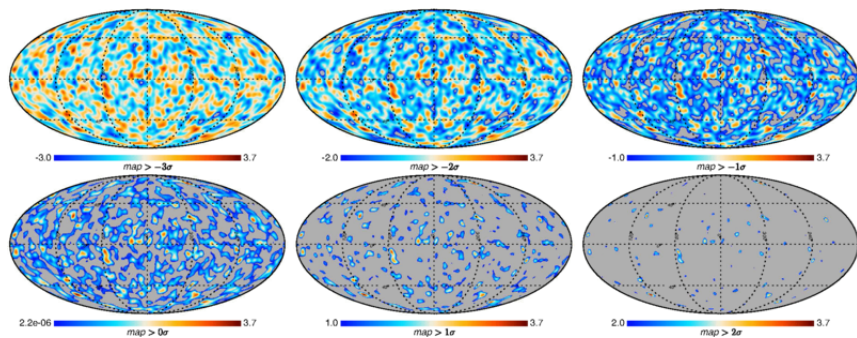 -3.0 3.7 -2.0 3.7 -1.0 3.7
map > −3σ map > −2σ map > −1σ
2.2e-06 3.7 1.0 3.7 2.0 3.7
map > 0σ map > 1σ map > 2σ